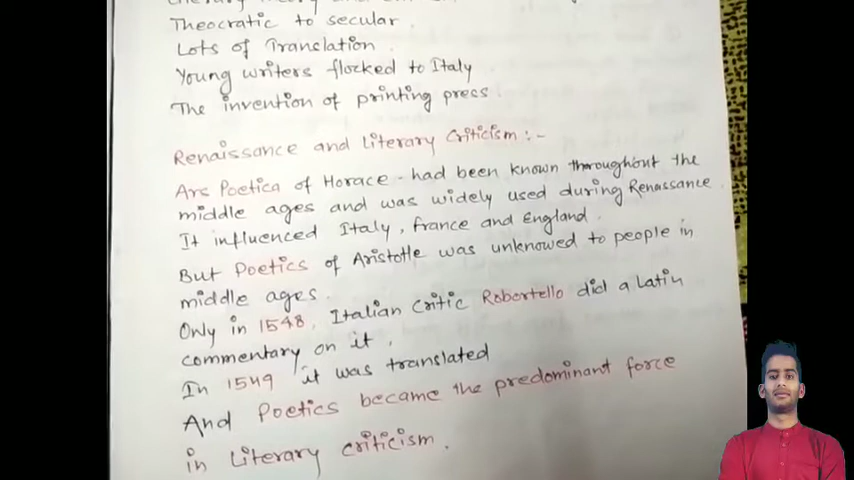 Theocratic to secular.
Lots of Translation
Young writers flocked to Italy
The invention of printing press.
Renaissance and Literary Criticism :-
Ars Poetica of Horace - had been known thoroughout the
middle ages and was widely used during Renassance.
It influenced Italy, france and England.
But Poetics of Aristotle was unknowed to people in
middle ages.
Only in 1548, Italian Critic Robortello did a Latin
commentary on it.
In 1549 it was translated
And Poetics became the predominant force
in Literary criticism.